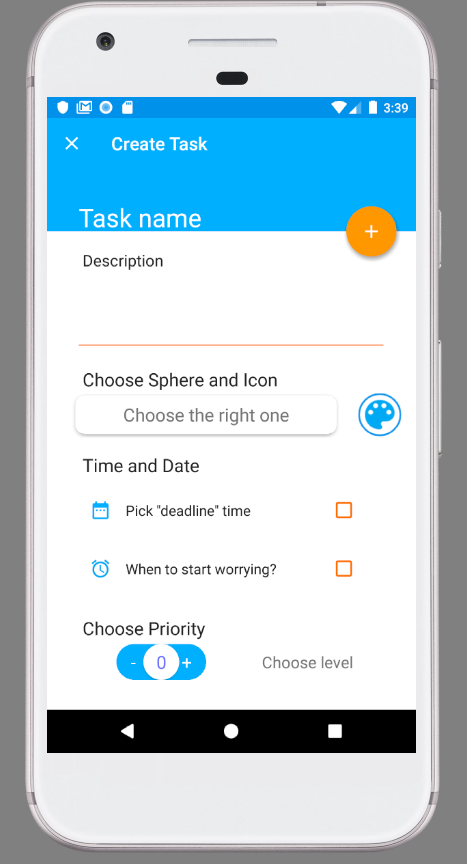 3:39
Create Task
Task name
+
Description
Choose Sphere and Icon
Choose the right one
Time and Date
Pick "deadline" time
When to start worrying?
Choose Priority
- 0 + Choose level